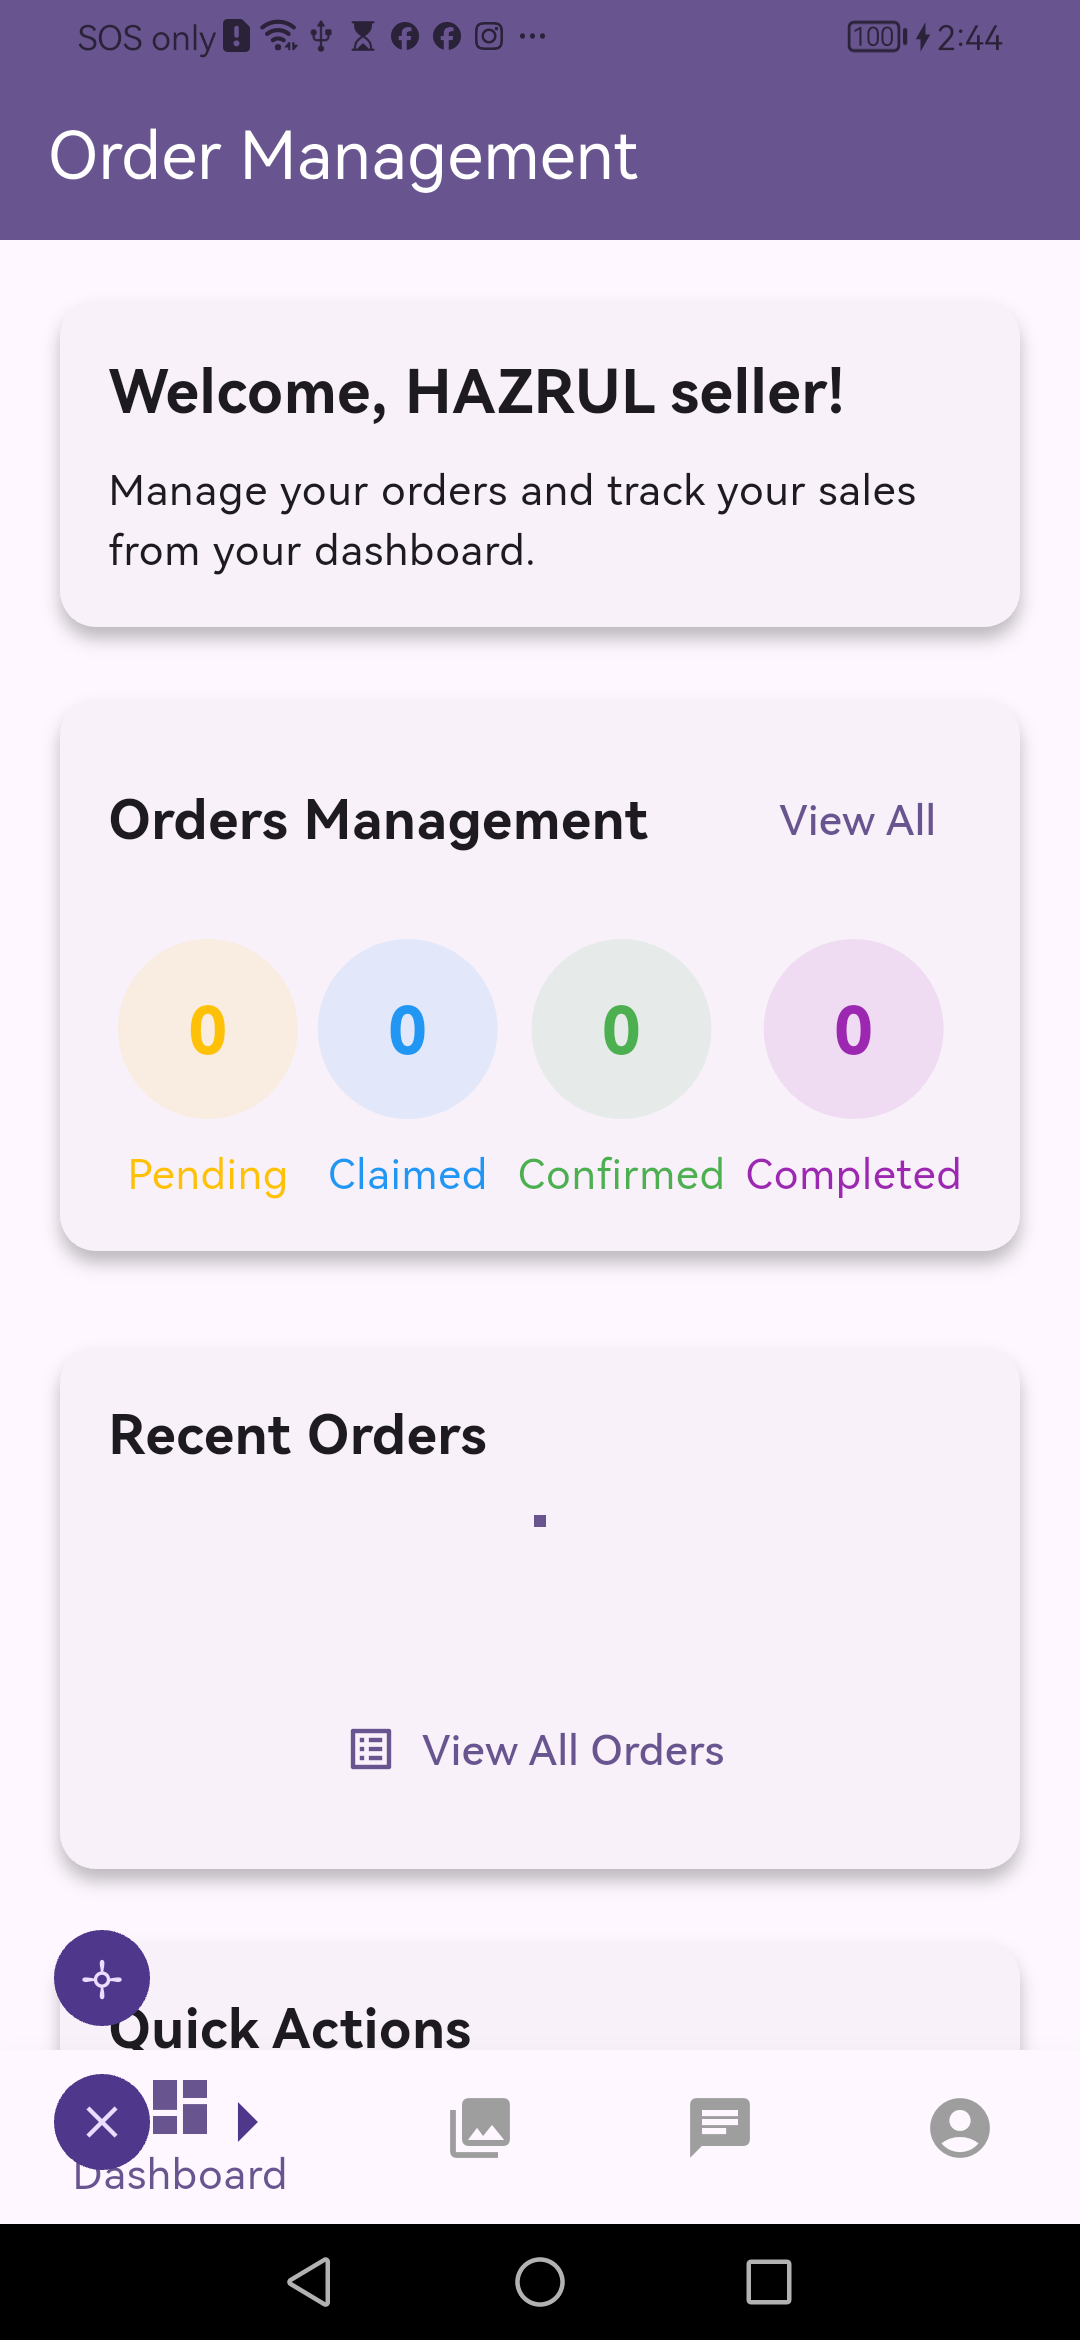 SOS only
100
2:44
Order Management
Welcome, HAZRUL seller!
Manage your orders and track your sales
from your dashboard.
Orders Management
View All
0 0 0 0
Pending Claimed Confirmed Completed
Recent Orders
View All Orders
Quick Actions
Dashboard